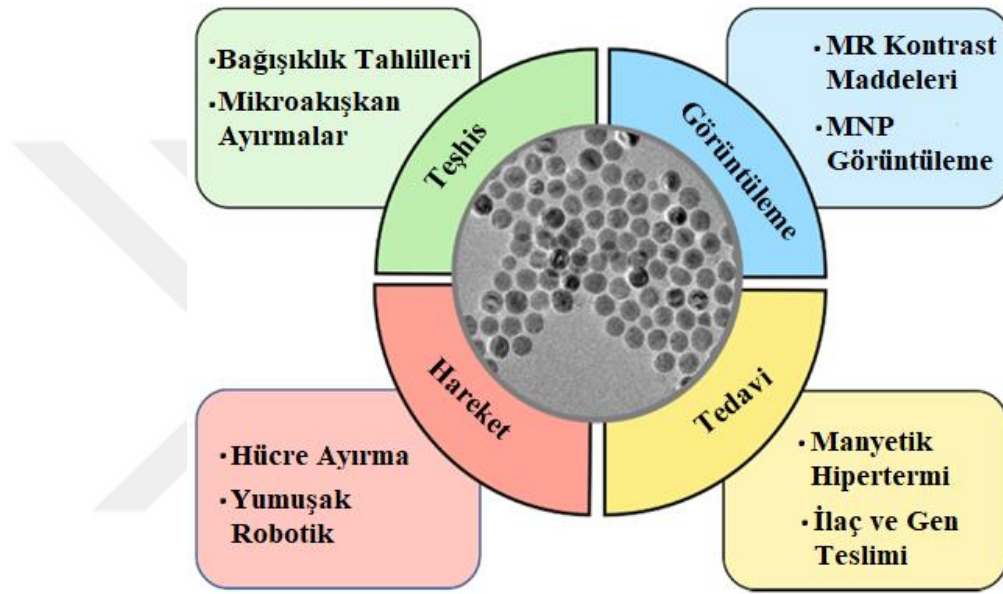 ·Bağışıklık Tahlilleri
·Mikroakışkan
Ayırmalar
Teşhis
·MR Kontrast
Maddeleri
·MNP
Görüntüleme
Görüntüleme
Hareket
·Hücre Ayırma
·Yumuşak
Robotik
Tedavi
·Manyetik
Hipertermi
·İlaç ve Gen
Teslimi